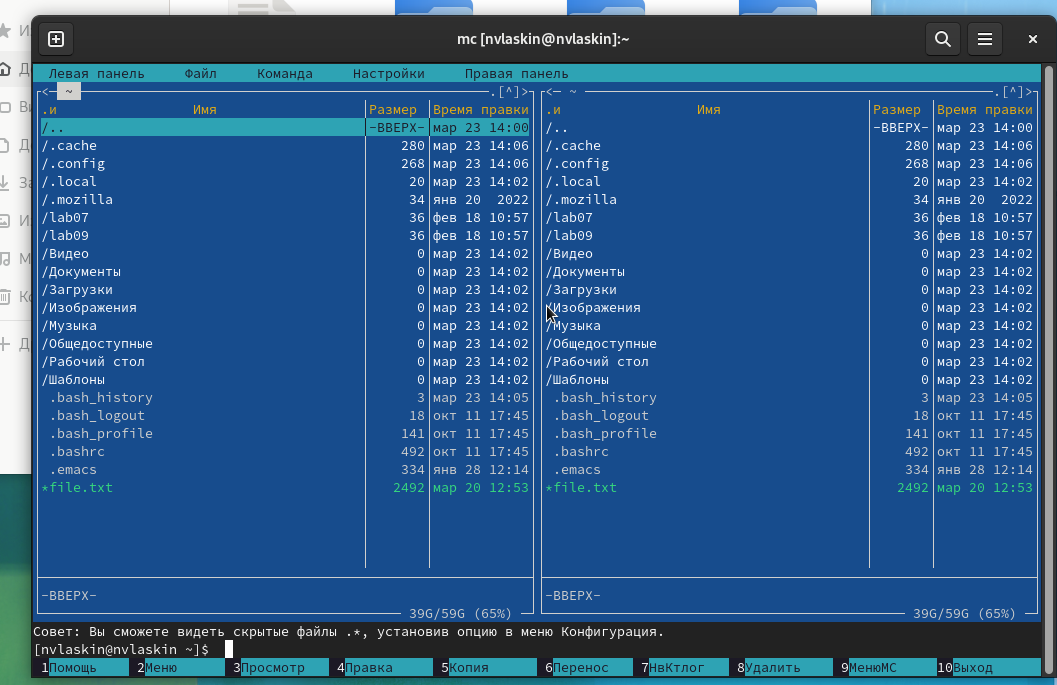 mc [nvlaskin@nvlaskin]:~
Левая панель Файл Команда Настройки Правая панель
<─ ~ .[^]> <─ ~ .[^]>
.и Имя Размер Время правки .и Имя Размер Время правки
/.. -ВВЕРХ- мар 23 14:00 /.. -ВВЕРХ- мар 23 14:00
/.cache 280 мар 23 14:06 /.cache 280 мар 23 14:06
/.config 268 мар 23 14:06 /.config 268 мар 23 14:06
/.local 20 мар 23 14:02 /.local 20 мар 23 14:02
/.mozilla 34 янв 20 2022 /.mozilla 34 янв 20 2022
/lab07 36 фев 18 10:57 /lab07 36 фев 18 10:57
/lab09 36 фев 18 10:57 /lab09 36 фев 18 10:57
/Видео 0 мар 23 14:02 /Видео 0 мар 23 14:02
/Документы 0 мар 23 14:02 /Документы 0 мар 23 14:02
/Загрузки 0 мар 23 14:02 /Загрузки 0 мар 23 14:02
/Изображения 0 мар 23 14:02 /Изображения 0 мар 23 14:02
/Музыка 0 мар 23 14:02 /Музыка 0 мар 23 14:02
/Общедоступные 0 мар 23 14:02 /Общедоступные 0 мар 23 14:02
/Рабочий стол 0 мар 23 14:02 /Рабочий стол 0 мар 23 14:02
/Шаблоны 0 мар 23 14:02 /Шаблоны 0 мар 23 14:02
.bash_history 3 мар 23 14:05 .bash_history 3 мар 23 14:05
.bash_logout 18 окт 11 17:45 .bash_logout 18 окт 11 17:45
.bash_profile 141 окт 11 17:45 .bash_profile 141 окт 11 17:45
.bashrc 492 окт 11 17:45 .bashrc 492 окт 11 17:45
.emacs 334 янв 28 12:14 .emacs 334 янв 28 12:14
*file.txt 2492 мар 20 12:53 *file.txt 2492 мар 20 12:53
-ВВЕРХ- -ВВЕРХ-
39G/59G (65%) 39G/59G (65%)
Совет: Вы сможете видеть скрытые файлы .*, установив опцию в меню Конфигурация.
[nvlaskin@nvlaskin ~]$
1Помощь 2Меню 3Просмотр 4Правка 5Копия 6Перенос 7НвКтлог 8Удалить 9МенюМС 10Выход